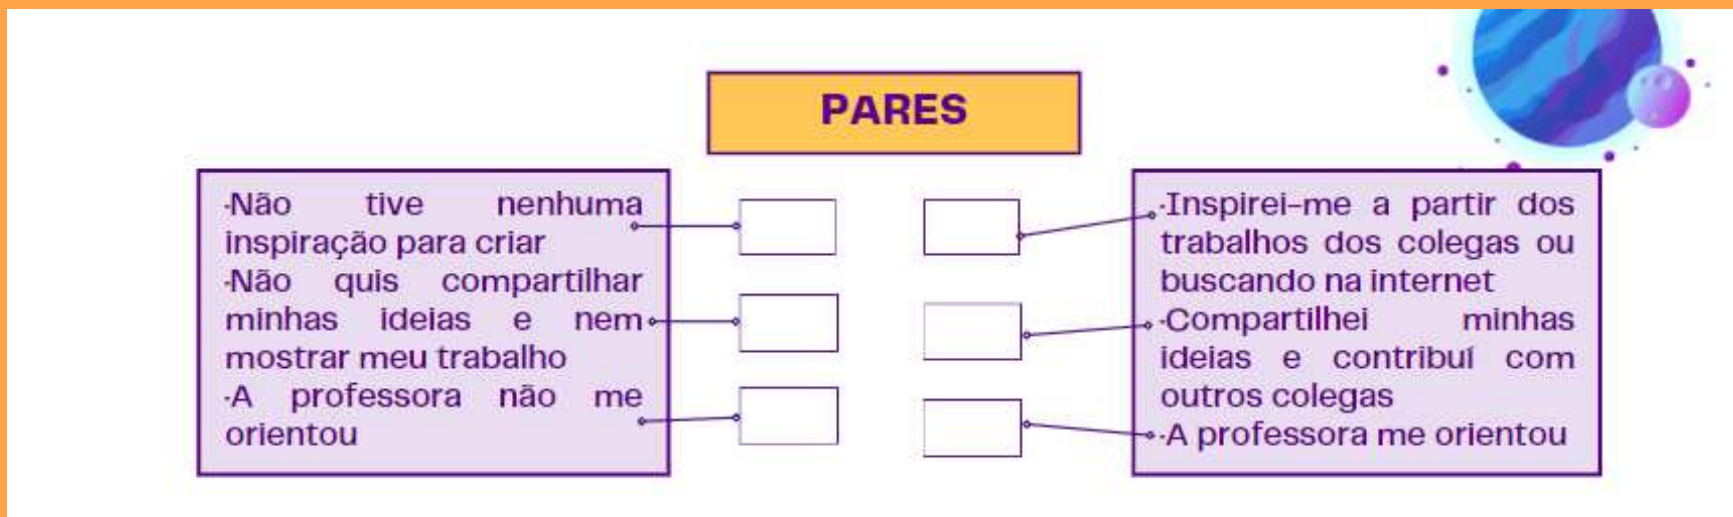 PARES
-Não tive nenhuma
inspiração para criar
-Não quis compartilhar
minhas ideias e nem
mostrar meu trabalho
-A professora não me
orientou
-Inspirei-me a partir dos
trabalhos dos colegas ou
buscando na internet
-Compartilhei minhas
ideias e contribuí com
outros colegas
-A professora me orientou